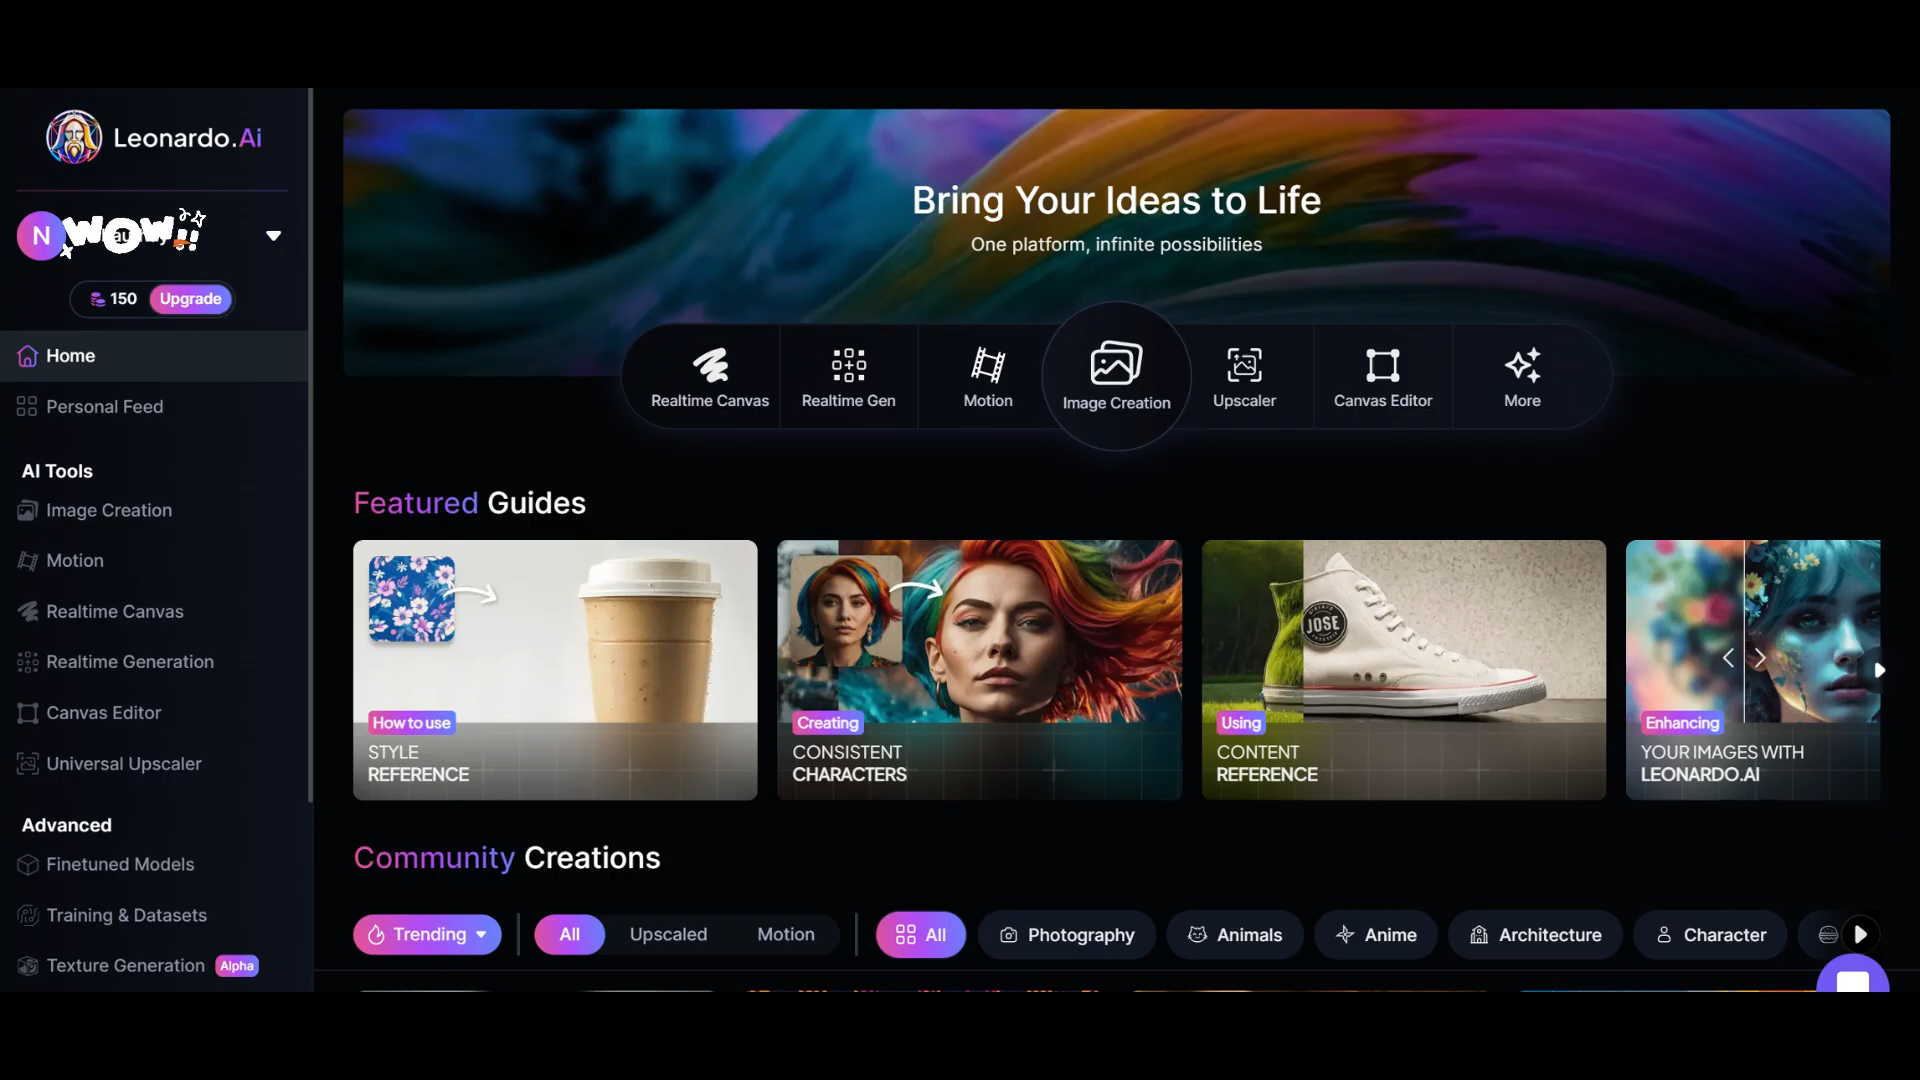 Leonardo.Ai
N
WOW!!
150
Upgrade
Home
Personal Feed
AI Tools
Image Creation
Motion
Realtime Canvas
Realtime Generation
Canvas Editor
Universal Upscaler
Advanced
Finetuned Models
Training & Datasets
Texture Generation Alpha
Bring Your Ideas to Life
One platform, infinite possibilities
Realtime Canvas
Realtime Gen
Motion
Image Creation
Upscaler
Canvas Editor
More
Featured Guides
How to use
STYLE
REFERENCE
Creating
CONSISTENT
CHARACTERS
JOSE
Using
CONTENT
REFERENCE
Enhancing
YOUR IMAGES WITH
LEONARDO.AI
Community Creations
Trending
All
Upscaled
Motion
All
Photography
Animals
Anime
Architecture
Character